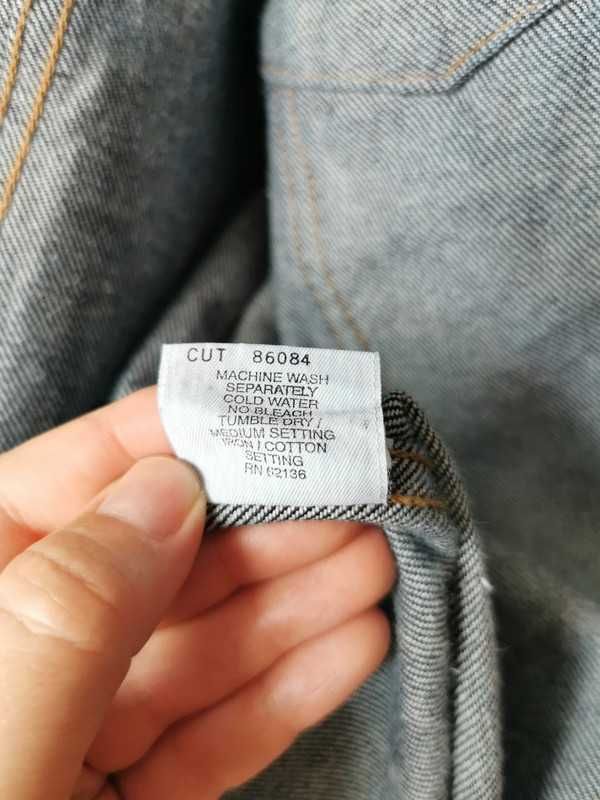 CUT 86084
MACHINE WASH
SEPARATELY
COLD WATER
NO BLEACH
TUMBLE DRY/
MEDIUM SETTING
IRON/COTTON
SETTING
RN 62136